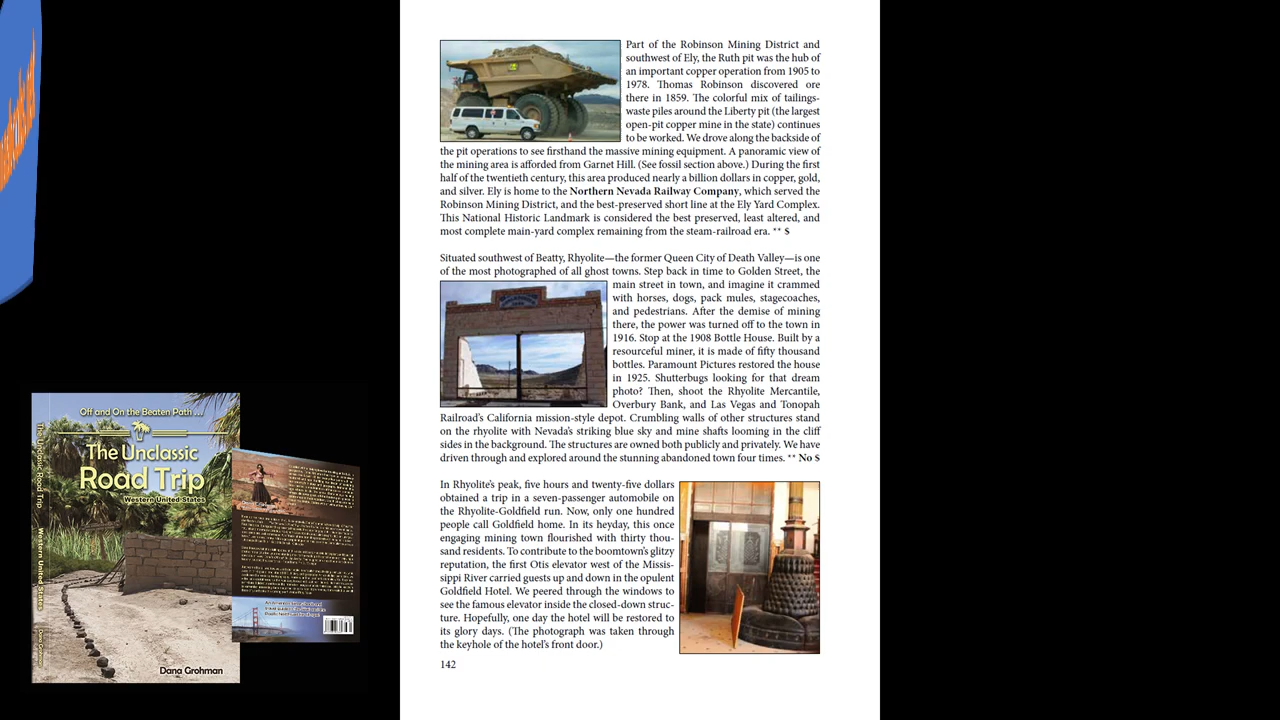 Part of the Robinson Mining District and
southwest of Ely, the Ruth pit was the hub of
an important copper operation from 1905 to
1978. Thomas Robinson discovered ore
there in 1859. The colorful mix of tailings-
waste piles around the Liberty pit (the largest
open-pit copper mine in the state) continues
to be worked. We drove along the backside of
the pit operations to see firsthand the massive mining equipment. A panoramic view of
the mining area is afforded from Garnet Hill. (See fossil section above.) During the first
half of the twentieth century, this area produced nearly a billion dollars in copper, gold,
and silver. Ely is home to the Northern Nevada Railway Company, which served the
Robinson Mining District, and the best-preserved short line at the Ely Yard Complex.
This National Historic Landmark is considered the best preserved, least altered, and
most complete main-yard complex remaining from the steam-railroad era. ** $
Situated southwest of Beatty, Rhyolite—the former Queen City of Death Valley—is one
of the most photographed of all ghost towns. Step back in time to Golden Street, the
main street in town, and imagine it crammed
with horses, dogs, pack mules, stagecoaches,
and pedestrians. After the demise of mining
there, the power was turned off to the town in
1916. Stop at the 1908 Bottle House. Built by a
resourceful miner, it is made of fifty thousand
bottles. Paramount Pictures restored the house
in 1925. Shutterbugs looking for that dream
photo? Then, shoot the Rhyolite Mercantile,
Overbury Bank, and Las Vegas and Tonopah
Railroad's California mission-style depot. Crumbling walls of other structures stand
on the rhyolite with Nevada's striking blue sky and mine shafts looming in the cliff
sides in the background. The structures are owned both publicly and privately. We have
driven through and explored around the stunning abandoned town four times. ** No $
In Rhyolite's peak, five hours and twenty-five dollars
obtained a trip in a seven-passenger automobile on
the Rhyolite-Goldfield run. Now, only one hundred
people call Goldfield home. In its heyday, this once
engaging mining town flourished with thirty thou-
sand residents. To contribute to the boomtown's glitzy
reputation, the first Otis elevator west of the Missis-
sippi River carried guests up and down in the opulent
Goldfield Hotel. We peered through the windows to
see the famous elevator inside the closed-down struc-
ture. Hopefully, one day the hotel will be restored to
its glory days. (The photograph was taken through
the keyhole of the hotel's front door.)
142
Off and On the Beaten Path ...
The Unclassic
Road Trip
Western United States
Dana Grohman
The Unclassic Road Trip
Western United States
Dana Grohman